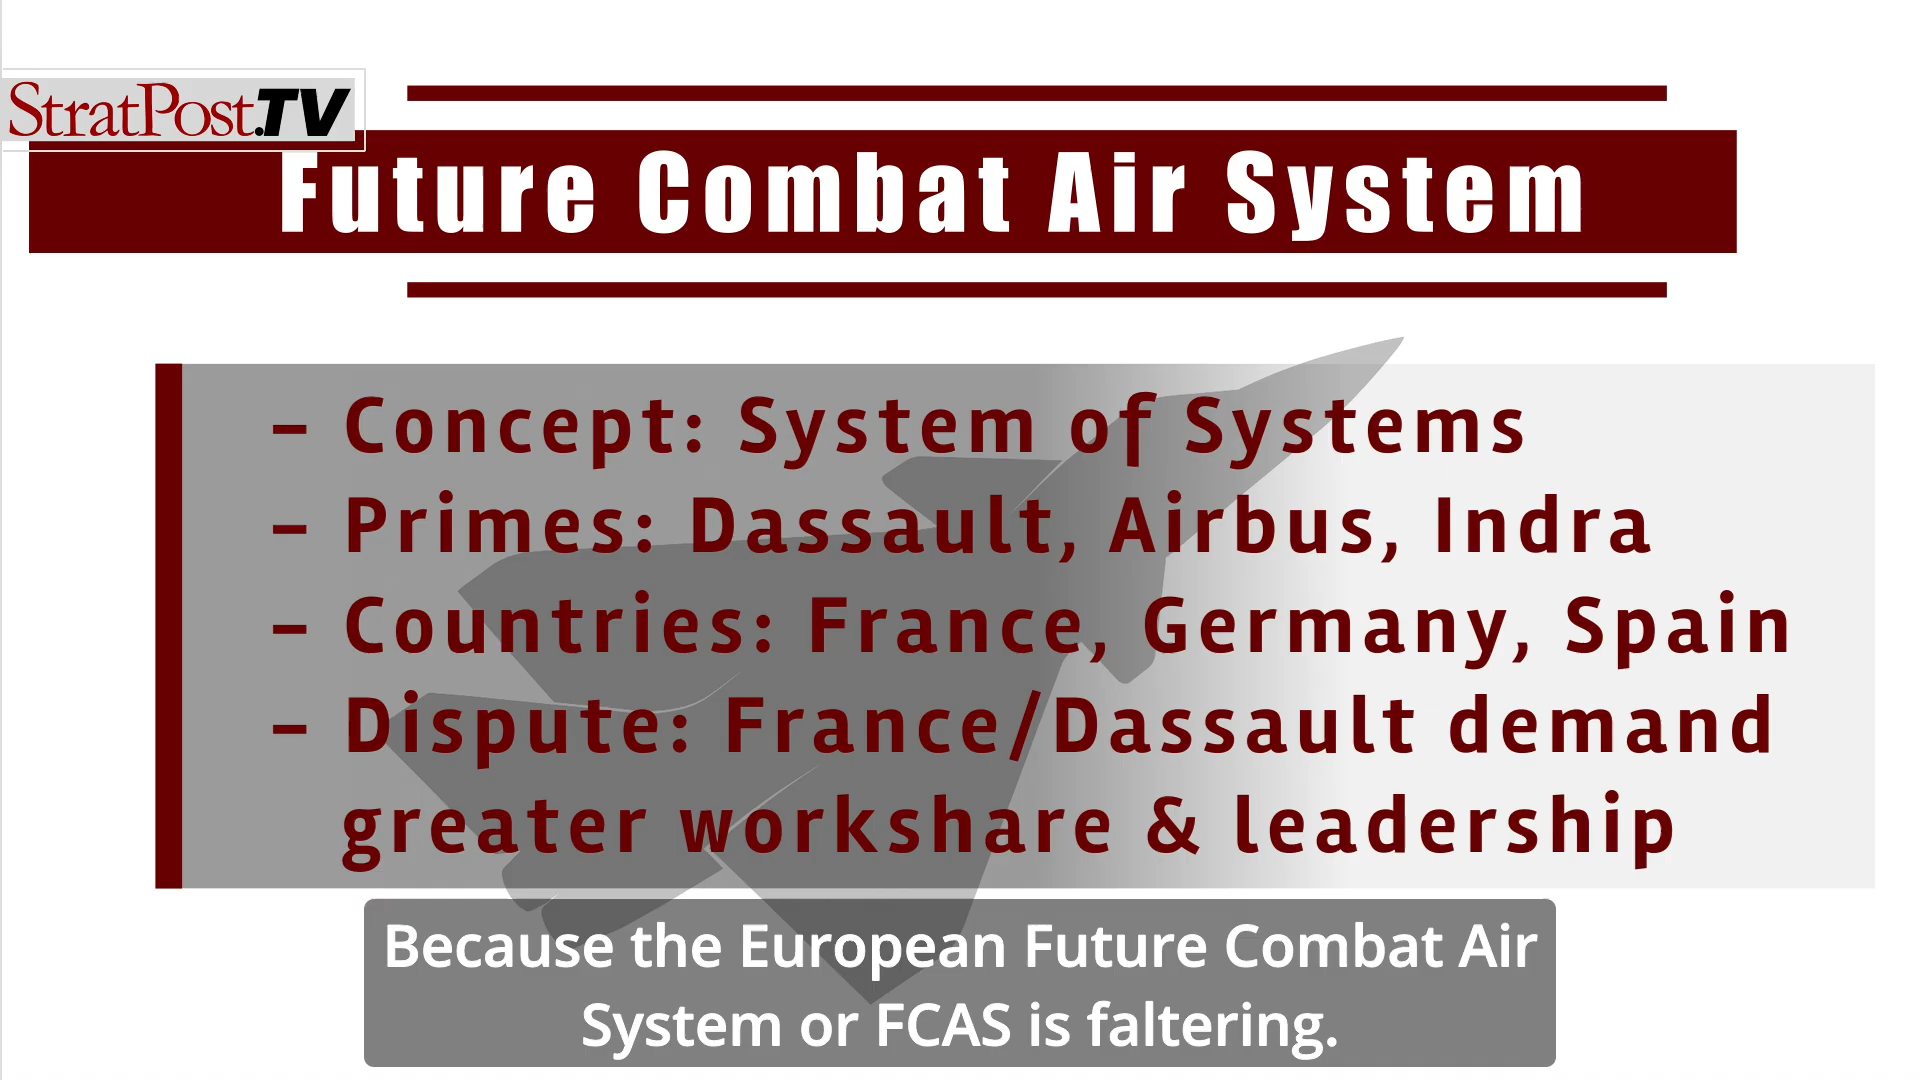 StratPost.TV
Future Combat Air System
– Concept: System of Systems
– Primes: Dassault, Airbus, Indra
– Countries: France, Germany, Spain
– Dispute: France/Dassault demand
greater workshare & leadership
Because the European Future Combat Air
System or FCAS is faltering.